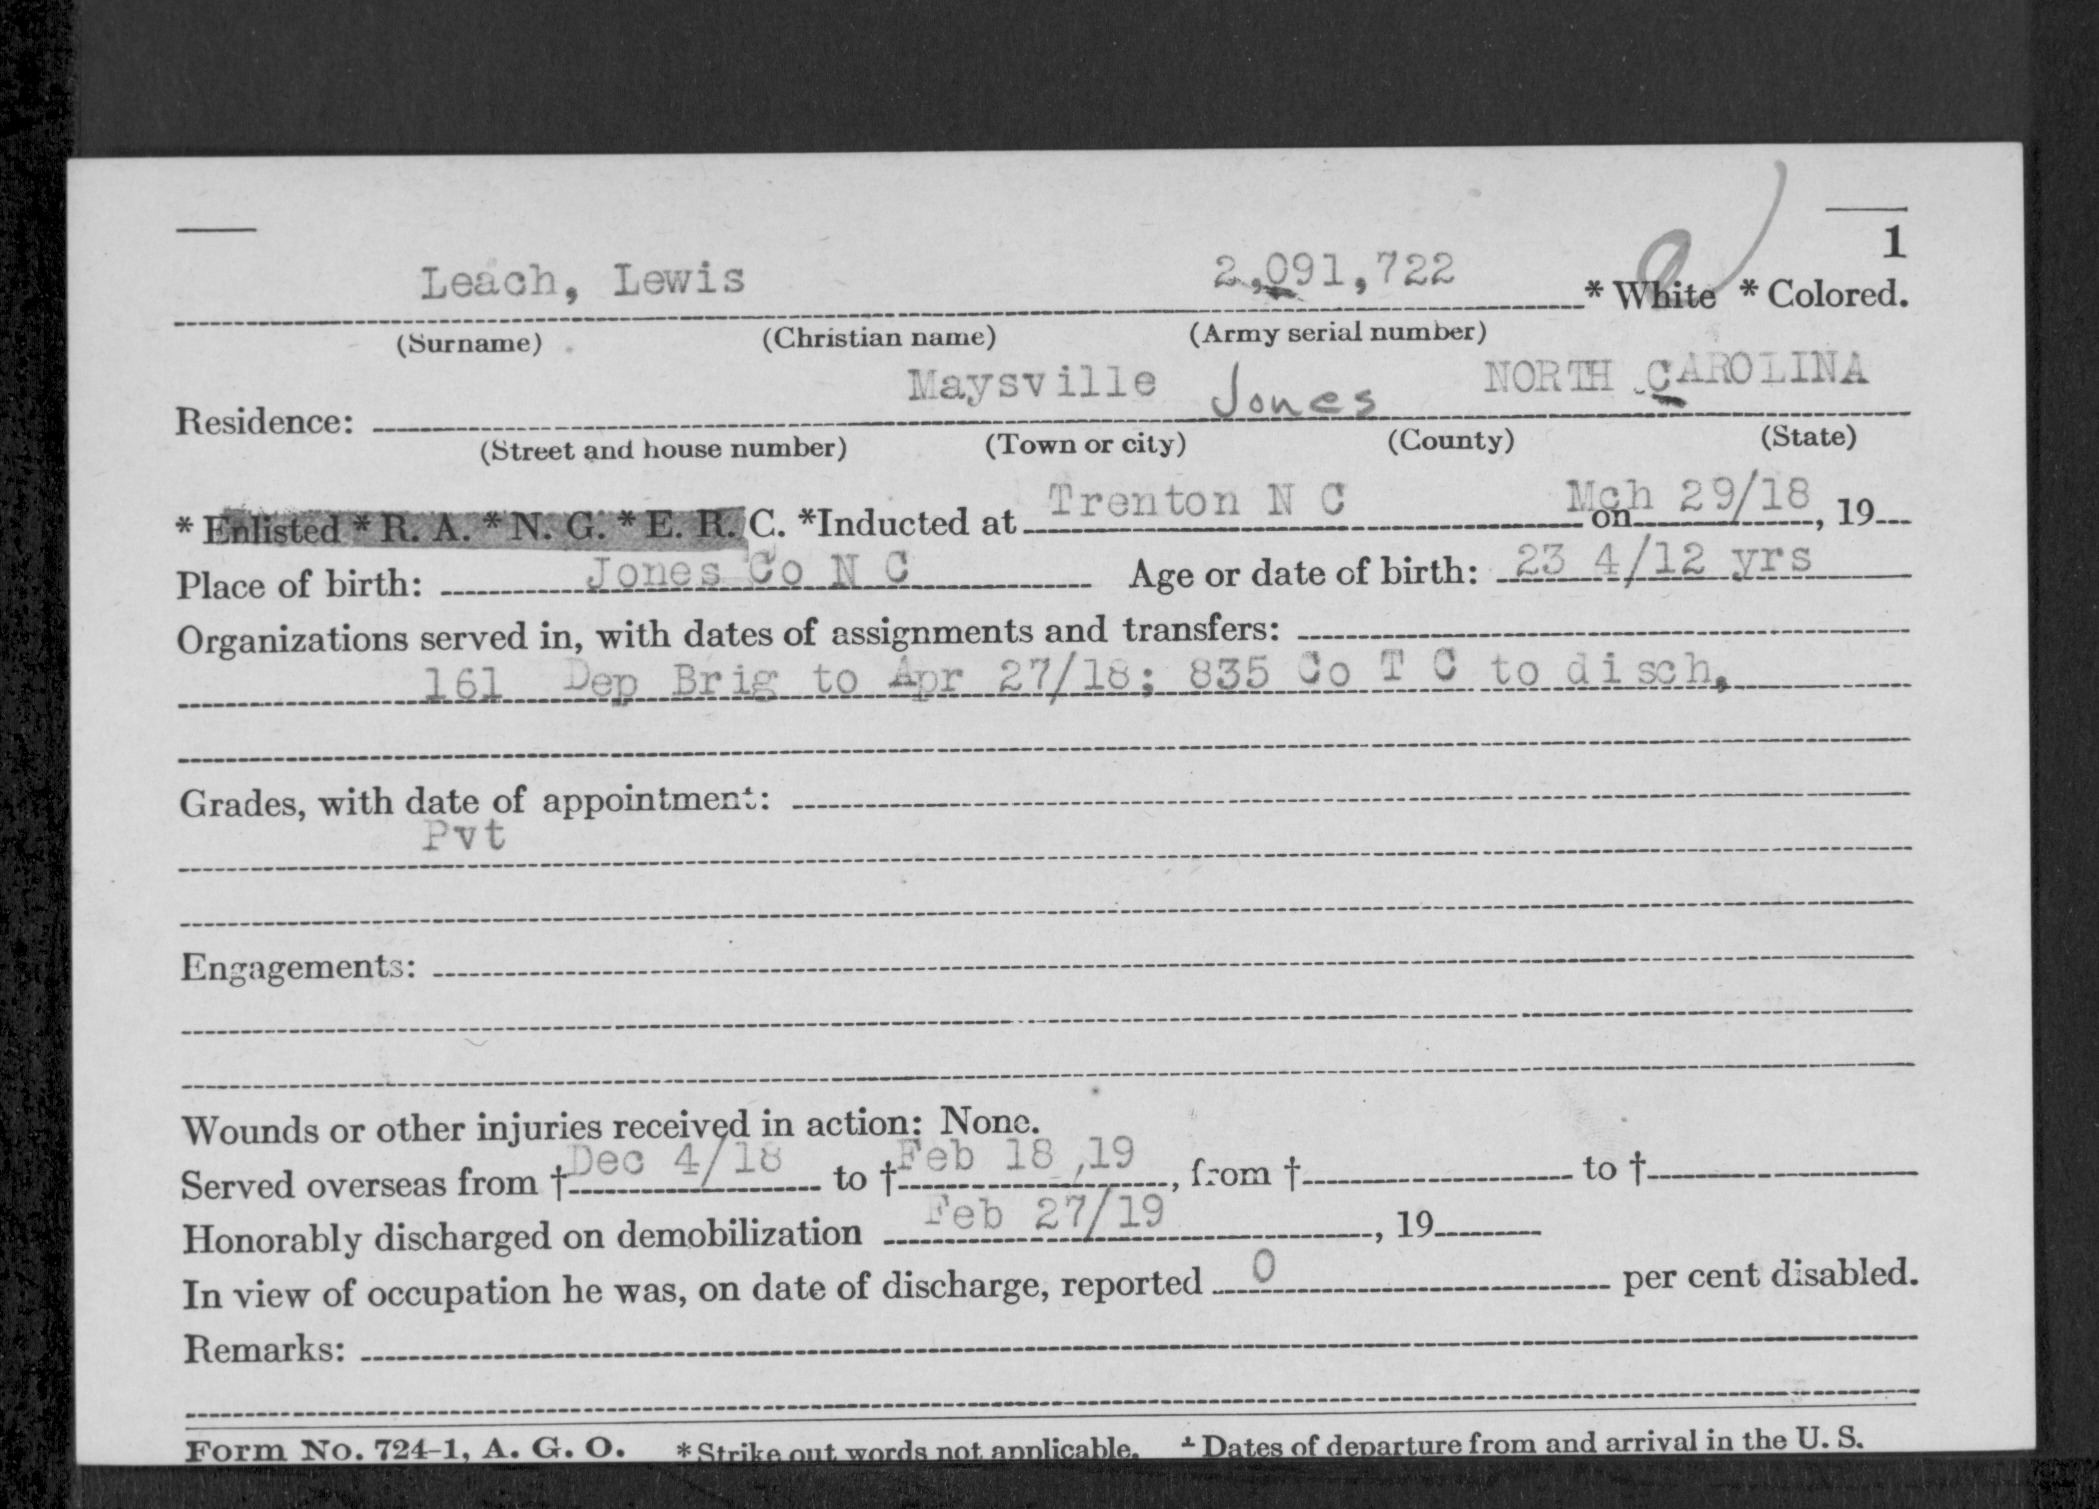 1
Leach, Lewis 2,091,722 * White * Colored.
(Surname) (Christian name) (Army serial number)
Maysville Jones NORTH CAROLINA
Residence:
(Street and house number) (Town or city) (County) (State)
* Enlisted * R. A. * N. G. * E. R. C. *Inducted at Trenton N C on Mch 29/18, 19
Place of birth: Jones Co N C Age or date of birth: 23 4/12 yrs
Organizations served in, with dates of assignments and transfers:
161 Dep Brig to Apr 27/18; 835 Co T C to disch.
Grades, with date of appointment:
Pvt
Engagements:
Wounds or other injuries received in action: None.
Served overseas from † Dec 4/18 to † Feb 18,19, from † to †
Honorably discharged on demobilization Feb 27/19, 19
In view of occupation he was, on date of discharge, reported 0 per cent disabled.
Remarks:
Form No. 724-1, A. G. O. * Strike out words not applicable. † Dates of departure from and arrival in the U. S.